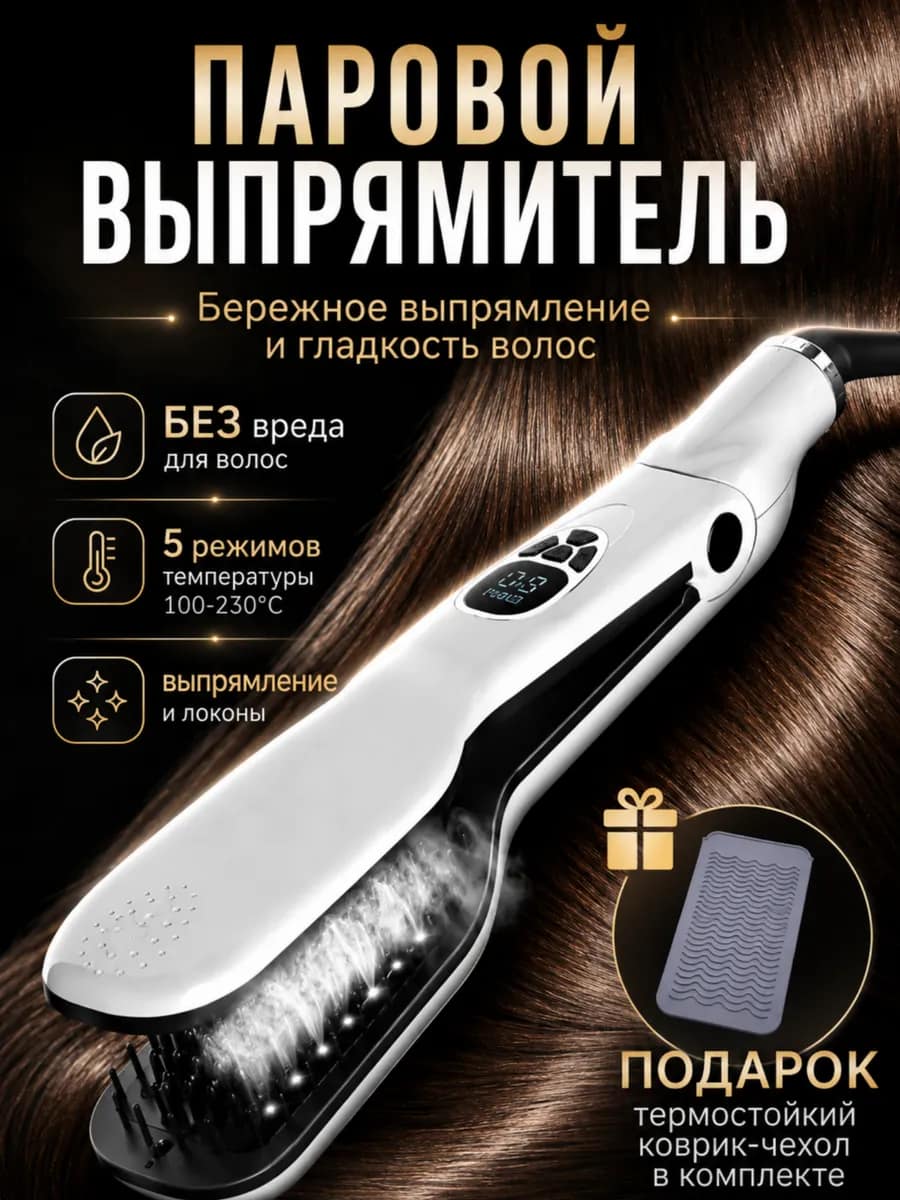 ПАРОВОЙ
ВЫПРЯМИТЕЛЬ
Бережное выпрямление
и гладкость волос
БЕЗ вреда
для волос
5 режимов
температуры
100-230°C
выпрямление
и локоны
ПОДАРОК
термостойкий
коврик-чехол
в комплекте